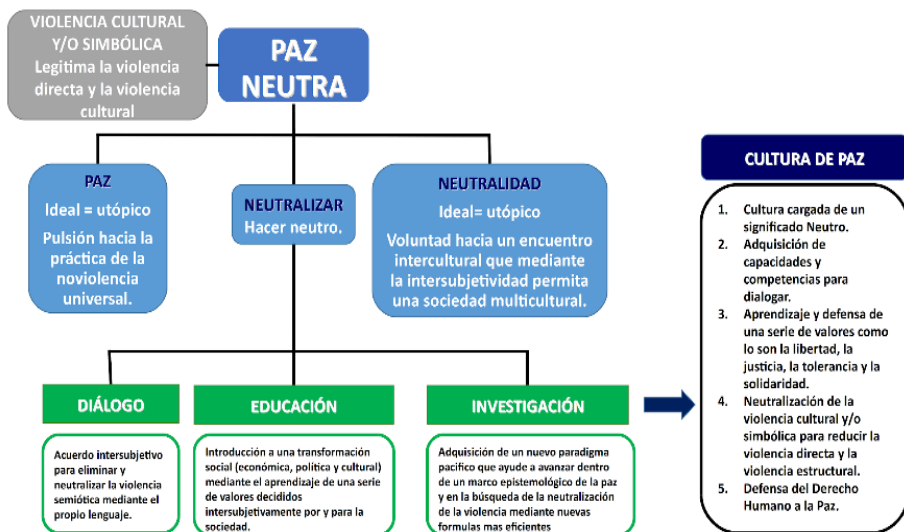 VIOLENCIA CULTURAL
Y/O SIMBÓLICA
Legitima la violencia
directa y la violencia
cultural
PAZ
NEUTRA
PAZ
Ideal = utópico
Pulsión hacia la
práctica de la
noviolencia
universal.
NEUTRALIZAR
Hacer neutro.
NEUTRALIDAD
Ideal= utópico
Voluntad hacia un encuentro
intercultural que mediante
la intersubjetividad permita
una sociedad multicultural.
DIÁLOGO
Acuerdo intersubjetivo
para eliminar y
neutralizar la violencia
semiótica mediante el
propio lenguaje.
EDUCACIÓN
Introducción a una transformación
social (económica, política y cultural)
mediante el aprendizaje de una serie
de valores decididos
intersubjetivamente por y para la
sociedad.
INVESTIGACIÓN
Adquisición de un nuevo paradigma
pacifico que ayude a avanzar dentro
de un marco epistemológico de la paz
y en la búsqueda de la neutralización
de la violencia mediante nuevas
formulas mas eficientes
CULTURA DE PAZ
1. Cultura cargada de un
significado Neutro.
2. Adquisición de
capacidades y
competencias para
dialogar.
3. Aprendizaje y defensa de
una serie de valores como
lo son la libertad, la
justicia, la tolerancia y la
solidaridad.
4. Neutralización de la
violencia cultural y/o
simbólica para reducir la
violencia directa y la
violencia estructural.
5. Defensa del Derecho
Humano a la Paz.